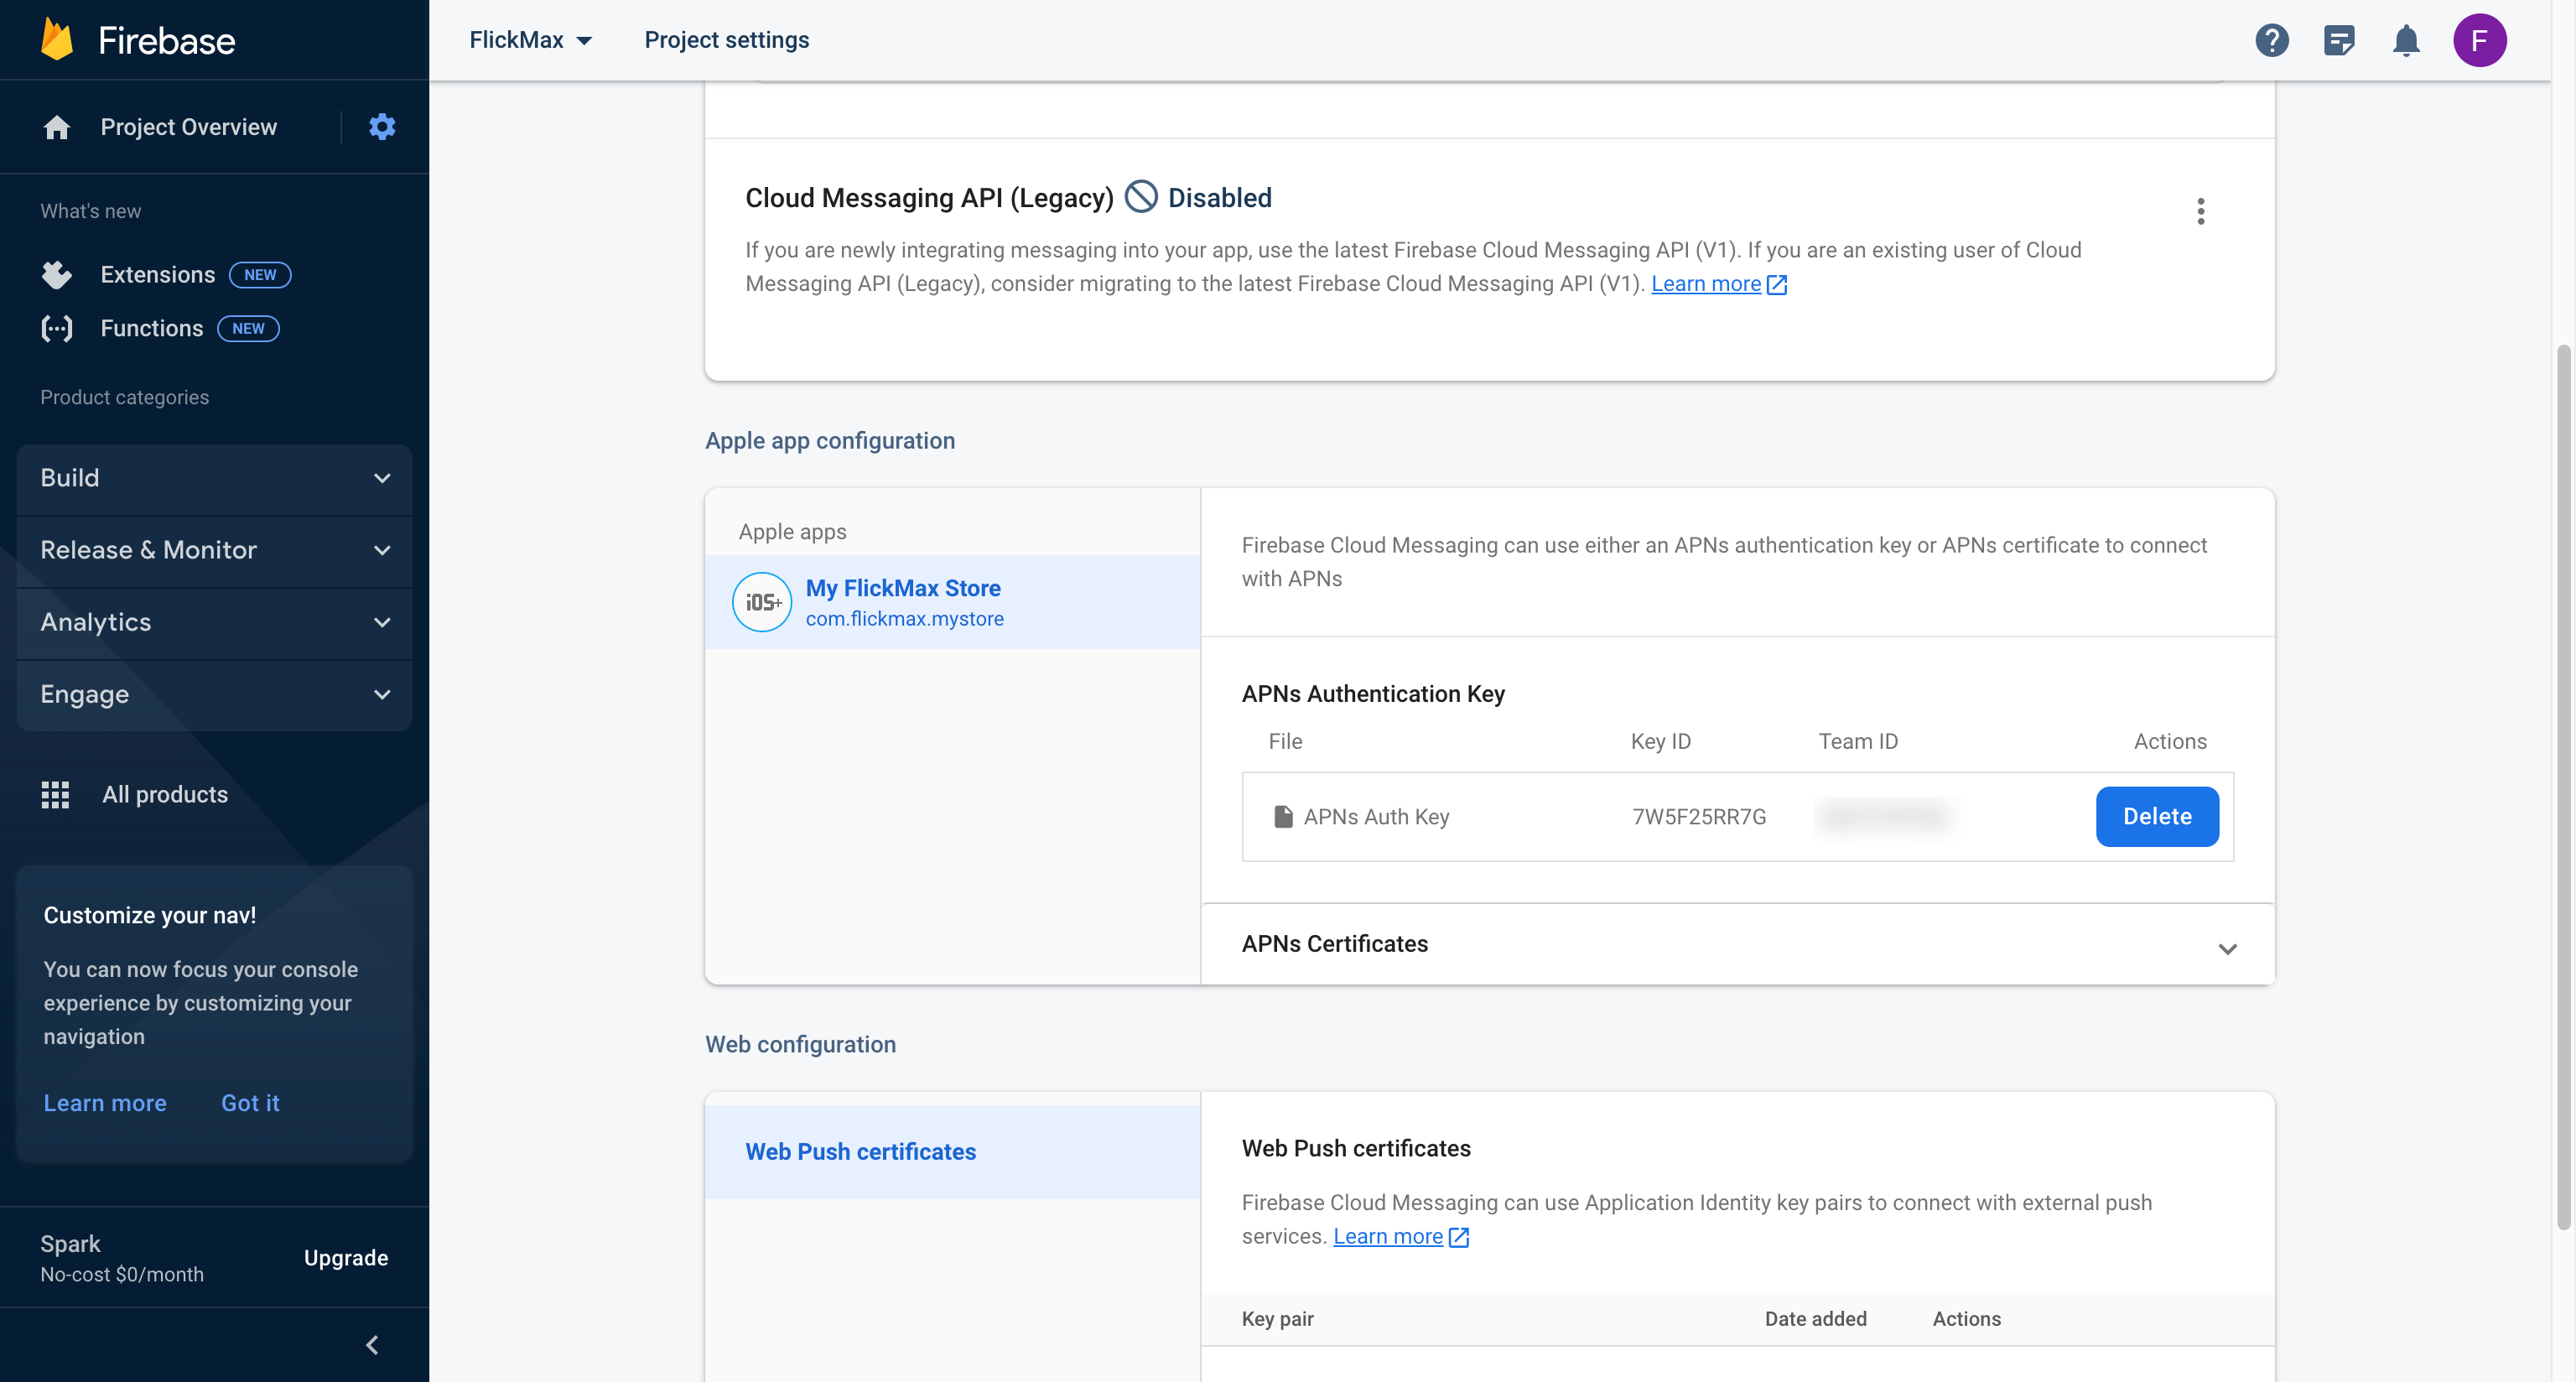 Firebase
FlickMax
Project settings
F
Project Overview
What's new
Extensions NEW
Functions NEW
Product categories
Build
Release & Monitor
Analytics
Engage
All products
Customize your nav!
You can now focus your console
experience by customizing your
navigation
Learn more
Got it
Spark
No-cost $0/month
Upgrade
Cloud Messaging API (Legacy) Disabled
If you are newly integrating messaging into your app, use the latest Firebase Cloud Messaging API (V1). If you are an existing user of Cloud
Messaging API (Legacy), consider migrating to the latest Firebase Cloud Messaging API (V1). Learn more
Apple app configuration
Apple apps
iOS+
My FlickMax Store
com.flickmax.mystore
Firebase Cloud Messaging can use either an APNs authentication key or APNs certificate to connect
with APNs
APNs Authentication Key
File Key ID Team ID Actions
APNs Auth Key 7W5F25RR7G Delete
APNs Certificates
Web configuration
Web Push certificates
Web Push certificates
Firebase Cloud Messaging can use Application Identity key pairs to connect with external push
services. Learn more
Key pair Date added Actions